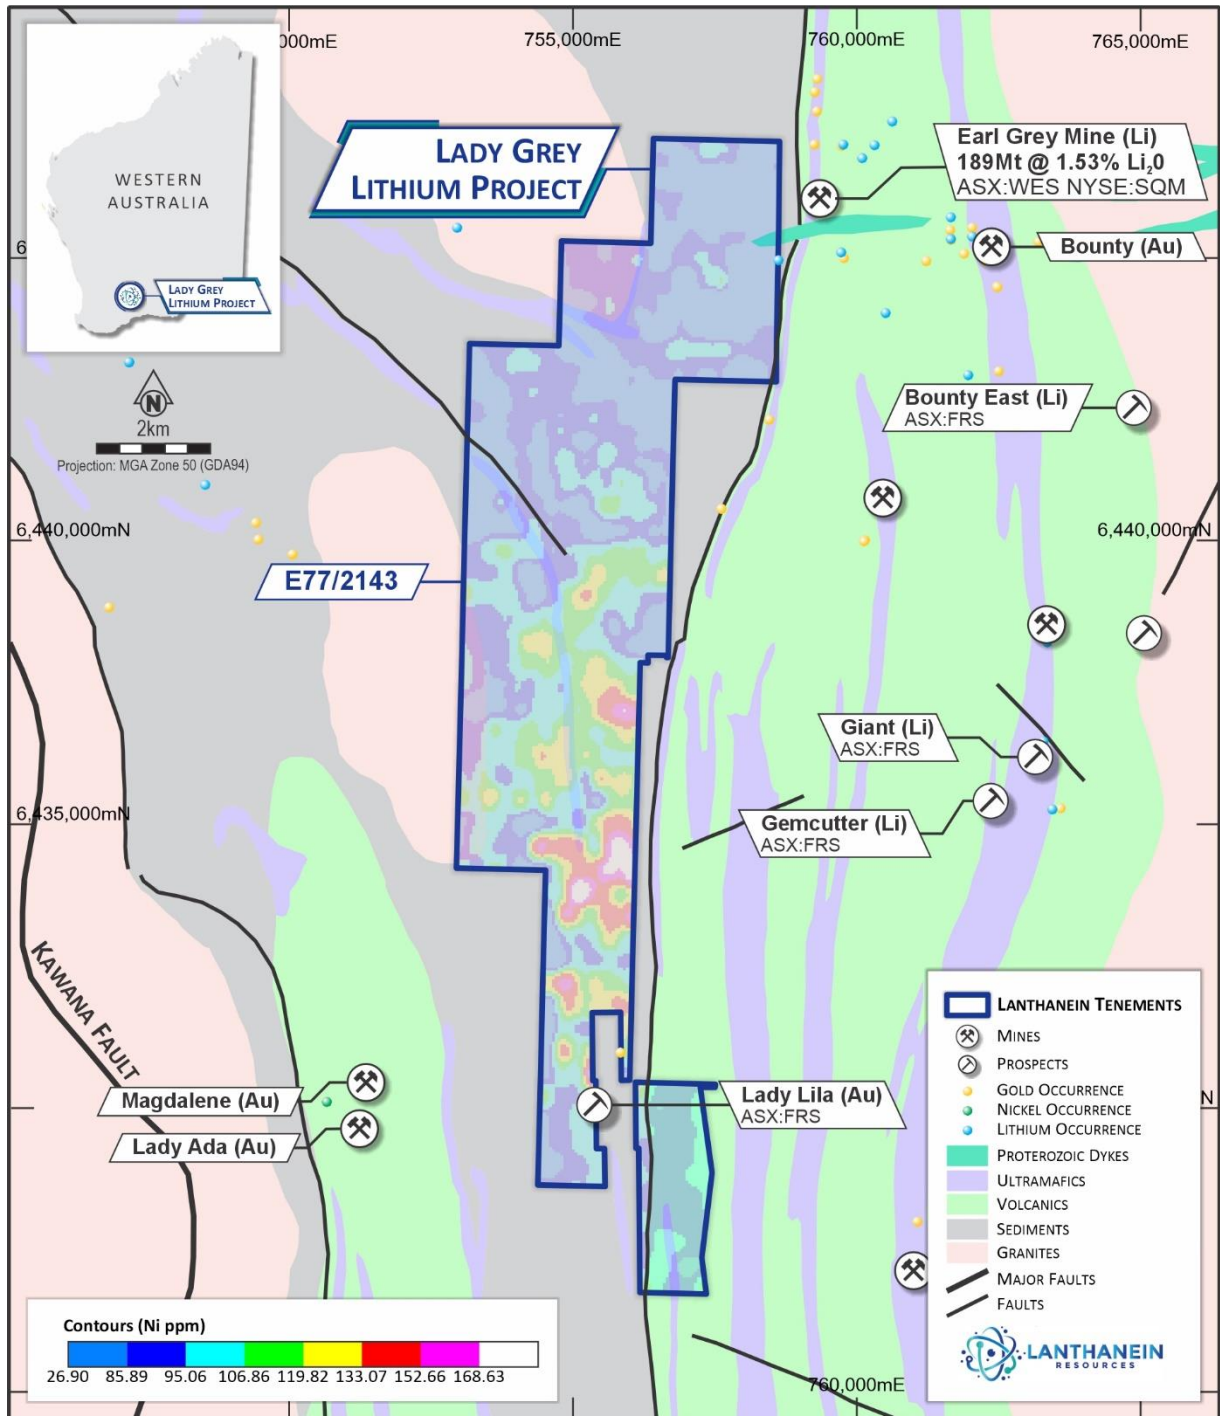 000mE
755,000mE
760,000mE
765,000mE
WESTERN
AUSTRALIA
LADY GREY
LITHIUM PROJECT
LADY GREY
LITHIUM PROJECT
Earl Grey Mine (Li)
189Mt @ 1.53% Li₂0
ASX:WES NYSE:SQM
Bounty (Au)
6
N
2km
Projection: MGA Zone 50 (GDA94)
Bounty East (Li)
ASX:FRS
6,440,000mN
6,440,000mN
E77/2143
Giant (Li)
ASX:FRS
6,435,000mN
Gemcutter (Li)
ASX:FRS
KAWANA FAULT
Magdalene (Au)
Lady Ada (Au)
Lady Lila (Au)
ASX:FRS
N
LANTHANEIN TENEMENTS
MINES
PROSPECTS
GOLD OCCURRENCE
NICKEL OCCURRENCE
LITHIUM OCCURRENCE
PROTEROZOIC DYKES
ULTRAMAFICS
VOLCANICS
SEDIMENTS
GRANITES
MAJOR FAULTS
FAULTS
LANTHANEIN
RESOURCES
Contours (Ni ppm)
26.90 85.89 95.06 106.86 119.82 133.07 152.66 168.63
760,000mE